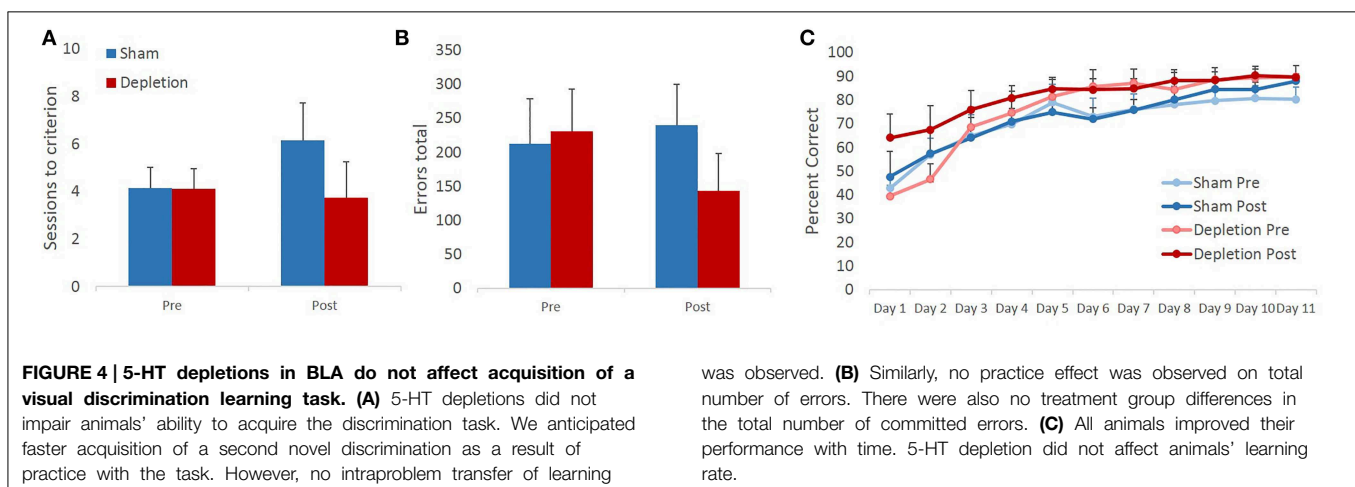 A
10
8
6
4
2
0
Sessions to criterion
Sham
Depletion
Pre
Post
B
350
300
250
200
150
100
50
0
Errors total
Pre
Post
C
100
90
80
70
60
50
40
30
20
10
0
Percent Correct
Sham Pre
Sham Post
Depletion Pre
Depletion Post
Day 1 Day 2 Day 3 Day 4 Day 5 Day 6 Day 7 Day 8 Day 9 Day 10 Day 11
FIGURE 4 | 5-HT depletions in BLA do not affect acquisition of a
visual discrimination learning task. (A) 5-HT depletions did not
impair animals' ability to acquire the discrimination task. We anticipated
faster acquisition of a second novel discrimination as a result of
practice with the task. However, no intraproblem transfer of learning
was observed. (B) Similarly, no practice effect was observed on total
number of errors. There were also no treatment group differences in
the total number of committed errors. (C) All animals improved their
performance with time. 5-HT depletion did not affect animals' learning
rate.